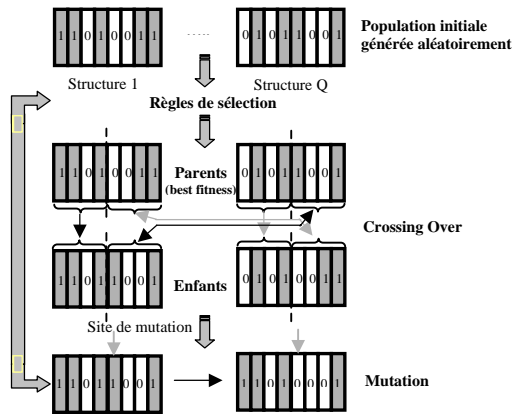 1 1 0 1 0 0 1 1 ..... 0 1 0 1 1 0 0 1
Population initiale
générée aléatoirement
Structure 1 Structure Q
Règles de sélection
1 1 0 1 0 0 1 1 0 1 0 1 1 0 0 1
Parents
(best fitness)
Crossing Over
1 1 0 1 1 0 0 1 0 1 0 1 0 0 1 1
Enfants
Site de mutation
1 1 0 1 1 0 0 1 1 1 0 1 0 0 0 1
Mutation